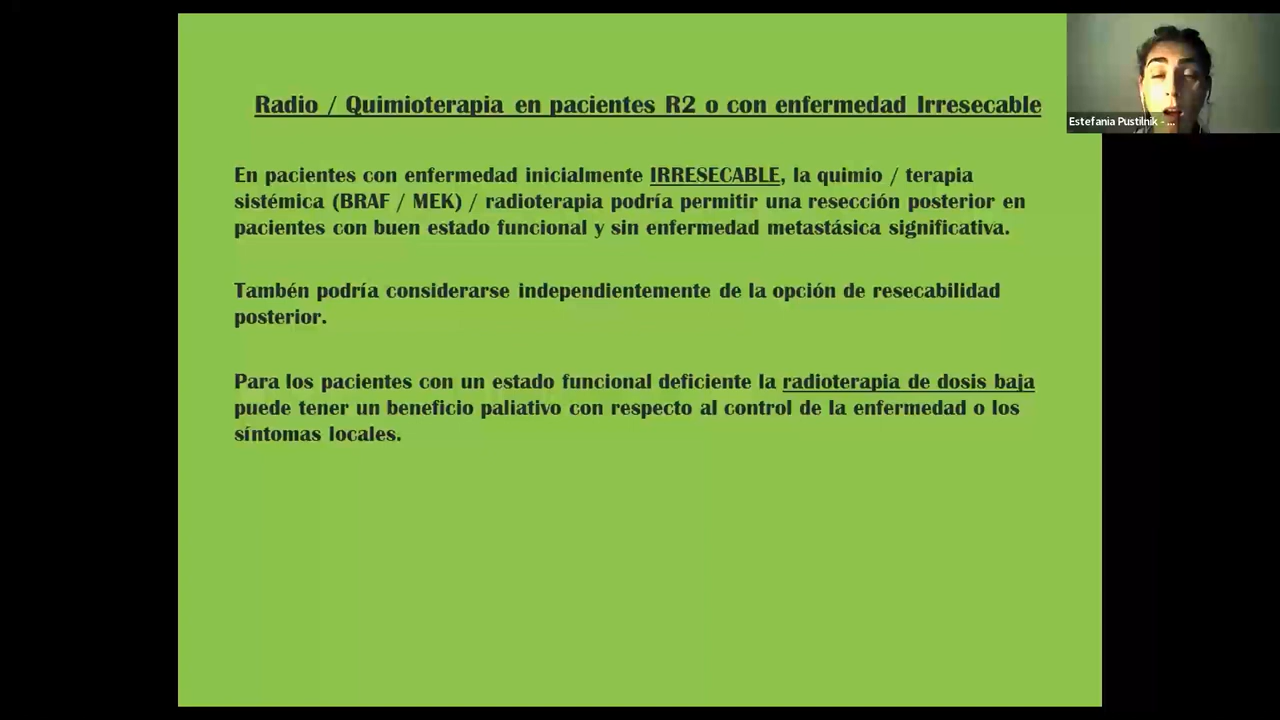 Radio / Quimioterapia en pacientes R2 o con enfermedad Irresecable
Estefania Pustilnik - ...
En pacientes con enfermedad inicialmente IRRESECABLE, la quimio / terapia
sistémica (BRAF / MEK) / radioterapia podría permitir una resección posterior en
pacientes con buen estado funcional y sin enfermedad metastásica significativa.
Tambén podría considerarse independientemente de la opción de resecabilidad
posterior.
Para los pacientes con un estado funcional deficiente la radioterapia de dosis baja
puede tener un beneficio paliativo con respecto al control de la enfermedad o los
síntomas locales.